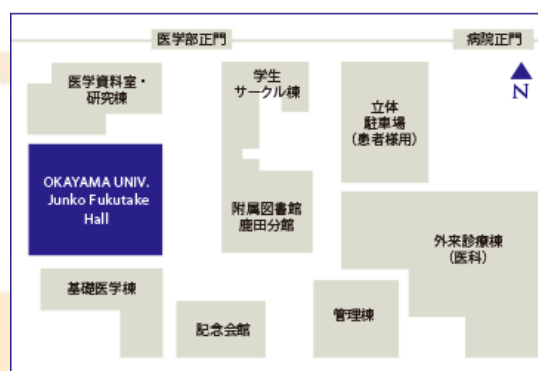 医学部正門
病院正門
医学資料室・
研究棟
学生
サークル棟
立体
駐車場
(患者様用)
N
OKAYAMA UNIV.
Junko Fukutake
Hall
附属図書館
鹿田分館
外来診療棟
(医科)
基礎医学棟
記念会館
管理棟